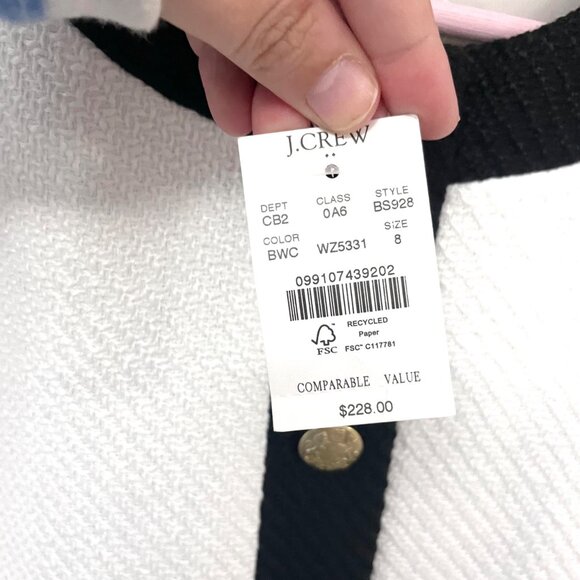 J.CREW
DEPT CLASS STYLE
CB2 0A6 BS928
COLOR SIZE
BWC WZ5331 8
099107439202
FSC
RECYCLED
Paper
FSC™ C117781
COMPARABLE VALUE
$228.00